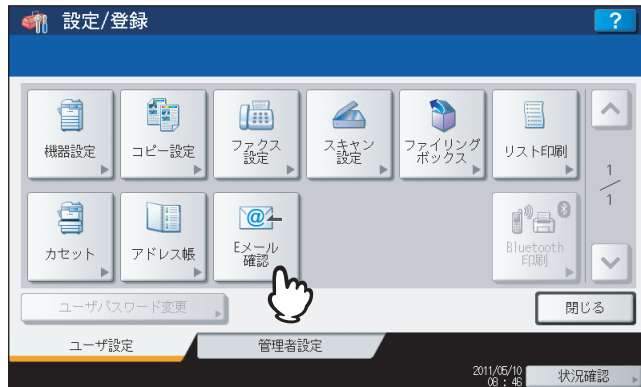 設定/登録
?
機器設定
コピー設定
ファクス
設定
スキャン
設定
ファイリング
ボックス
リスト印刷
1
1
カセット
アドレス帳
@
Eメール
確認
Bluetooth
印刷
ユーザパスワード変更
閉じる
ユーザ設定
管理者設定
2011/05/10
08 : 46
状況確認